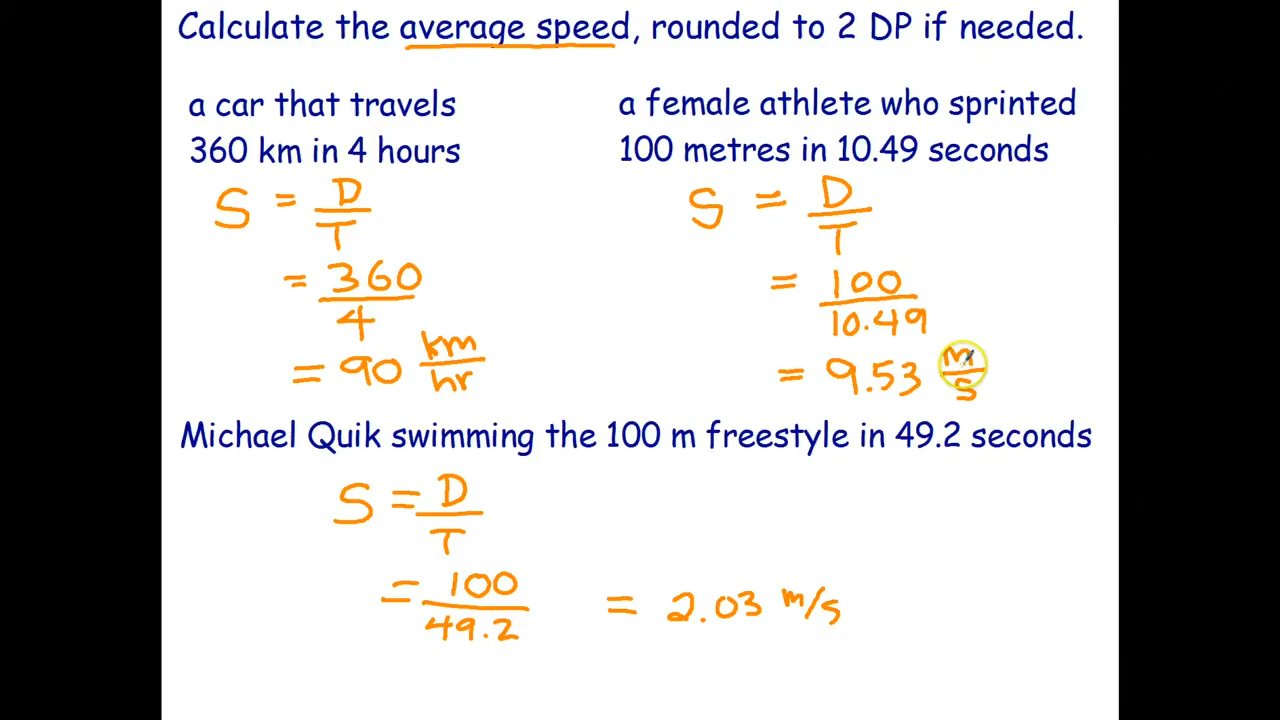 Calculate the average speed, rounded to 2 DP if needed.
a car that travels
360 km in 4 hours
S = D/T
= 360/4
= 90 km/hr
a female athlete who sprinted
100 metres in 10.49 seconds
S = D/T
= 100/10.49
= 9.53 m/s
Michael Quik swimming the 100 m freestyle in 49.2 seconds
S = D/T
= 100/49.2 = 2.03 m/s